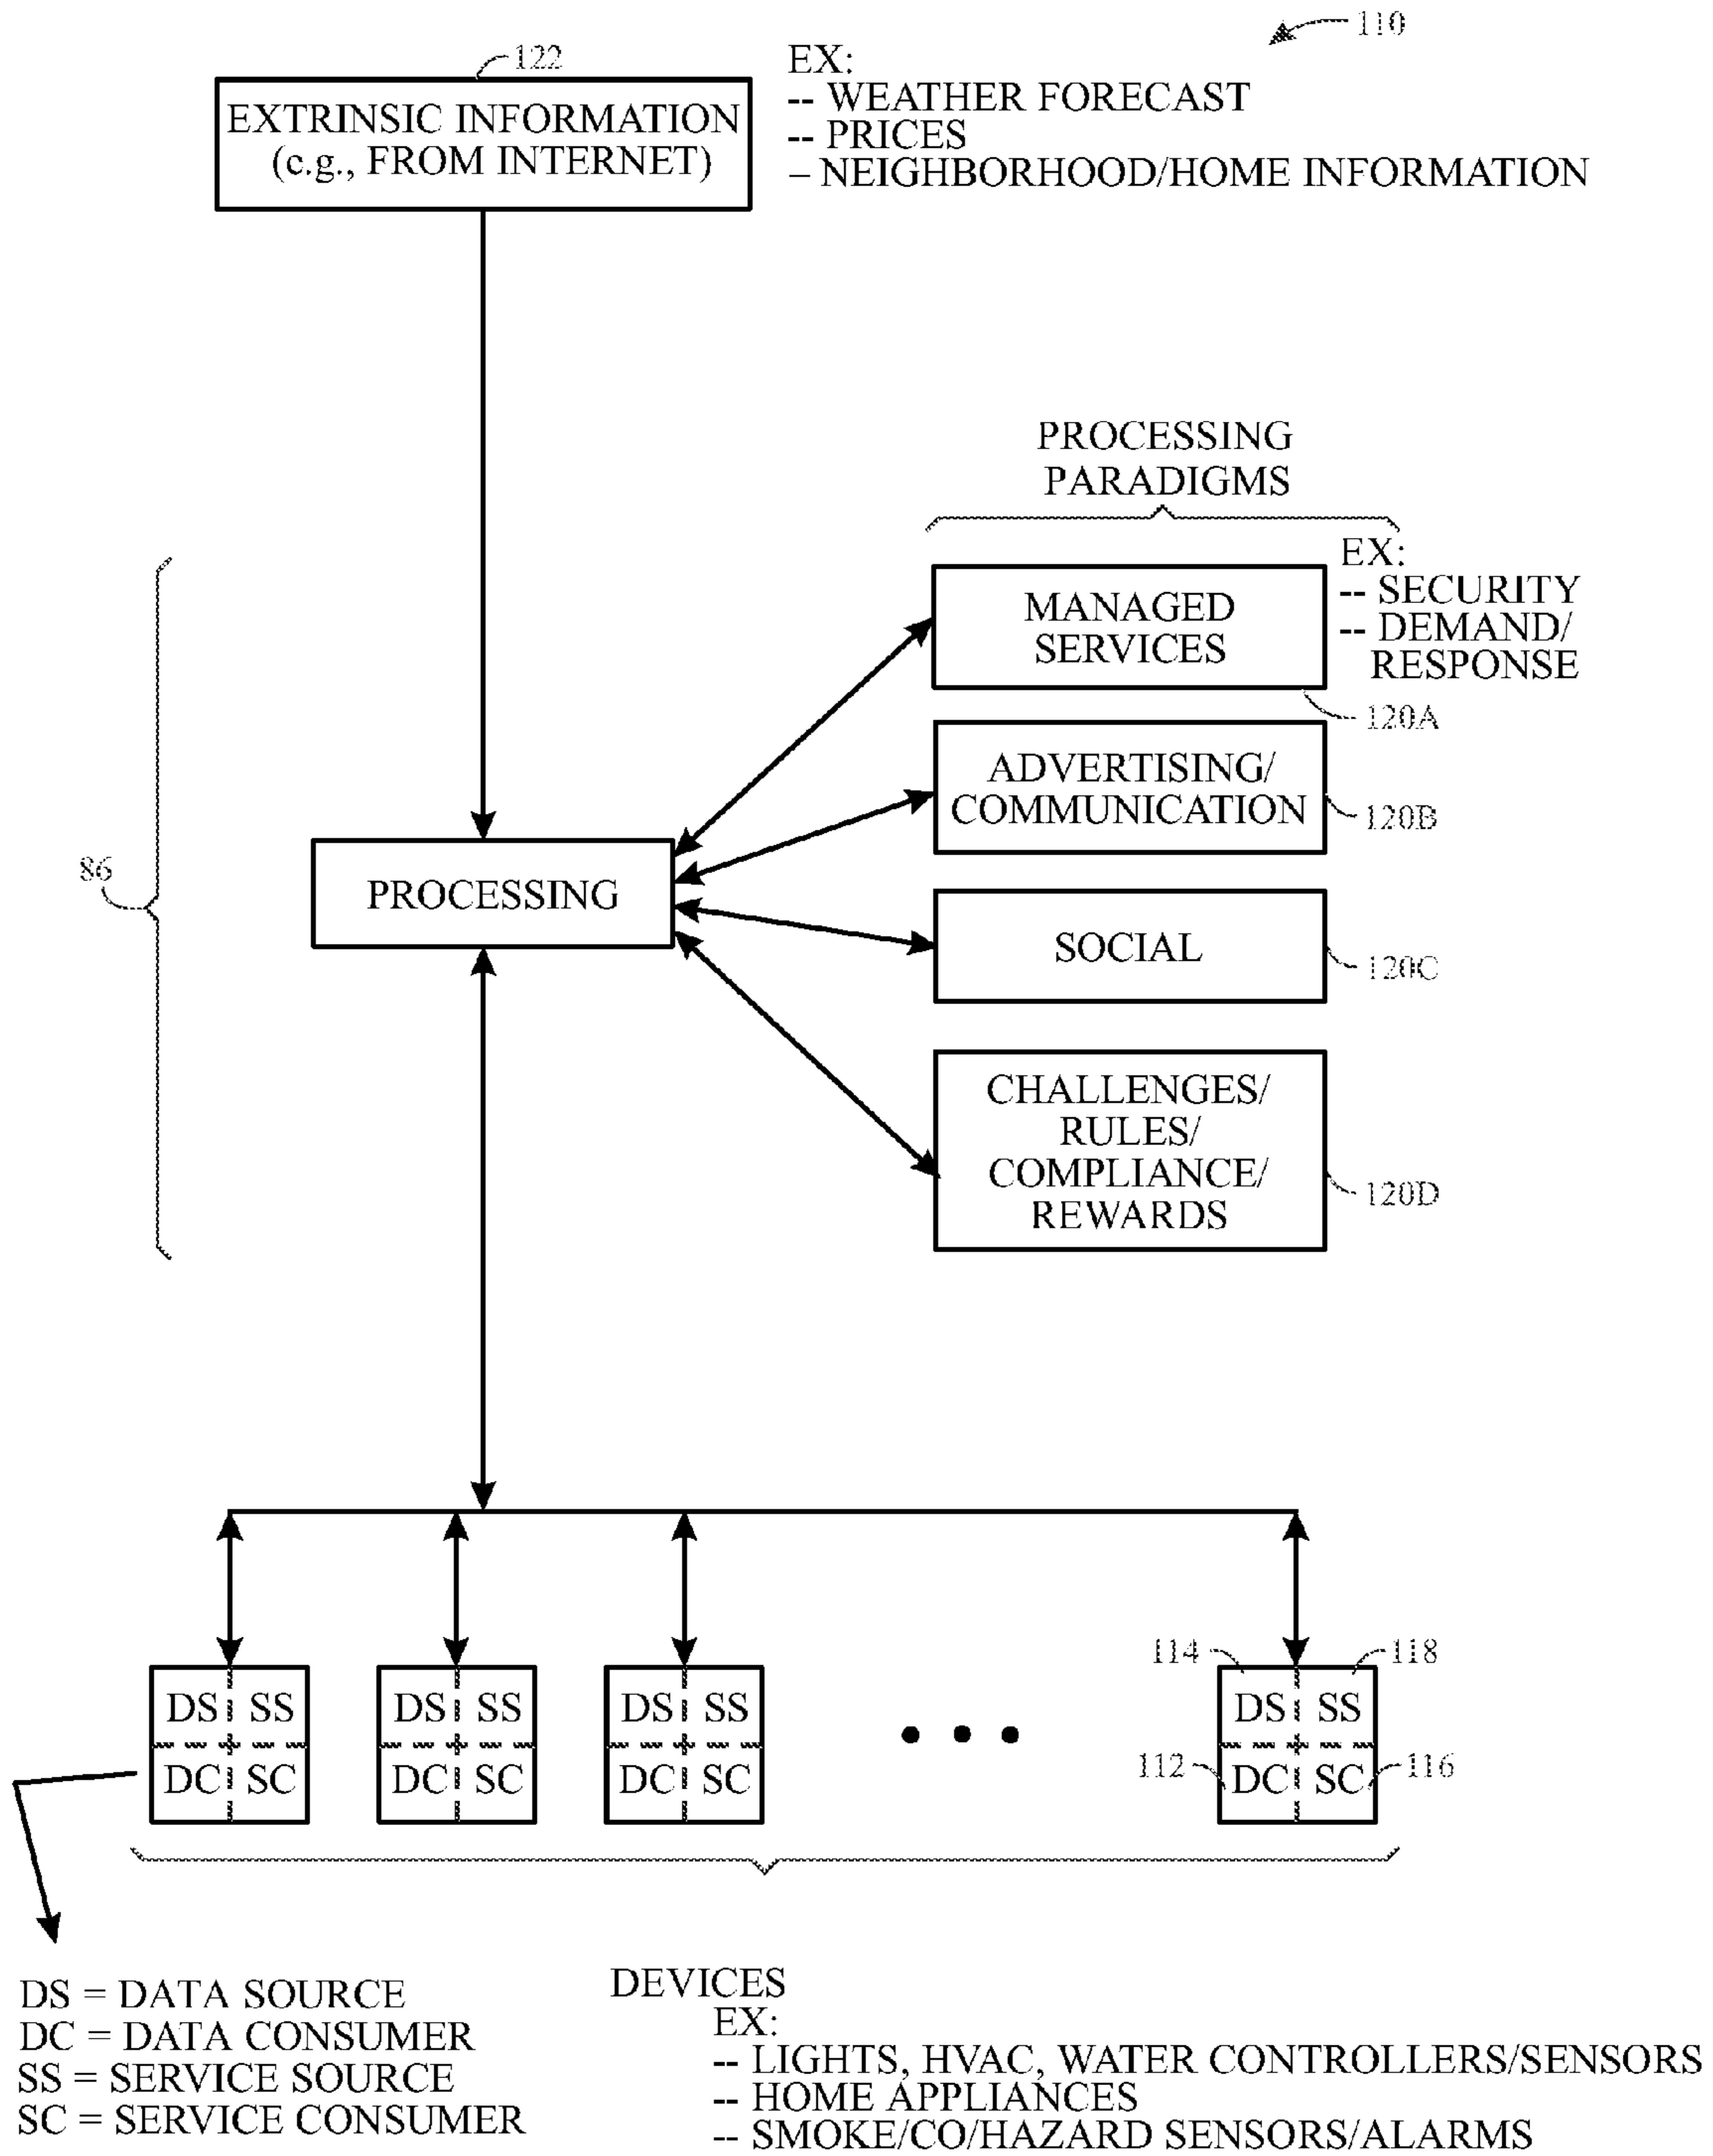 110
122
EXTRINSIC INFORMATION
(e.g., FROM INTERNET)
EX:
-- WEATHER FORECAST
-- PRICES
– NEIGHBORHOOD/HOME INFORMATION
PROCESSING
PARADIGMS
MANAGED
SERVICES
EX:
-- SECURITY
-- DEMAND/
RESPONSE
120A
ADVERTISING/
COMMUNICATION
120B
86
PROCESSING
SOCIAL
120C
CHALLENGES/
RULES/
COMPLIANCE/
REWARDS
120D
114
118
DS SS
DC SC
DS SS
DC SC
DS SS
DC SC
• • •
DS SS
DC SC
112
116
DS = DATA SOURCE
DC = DATA CONSUMER
SS = SERVICE SOURCE
SC = SERVICE CONSUMER
DEVICES
EX:
-- LIGHTS, HVAC, WATER CONTROLLERS/SENSORS
-- HOME APPLIANCES
-- SMOKE/CO/HAZARD SENSORS/ALARMS